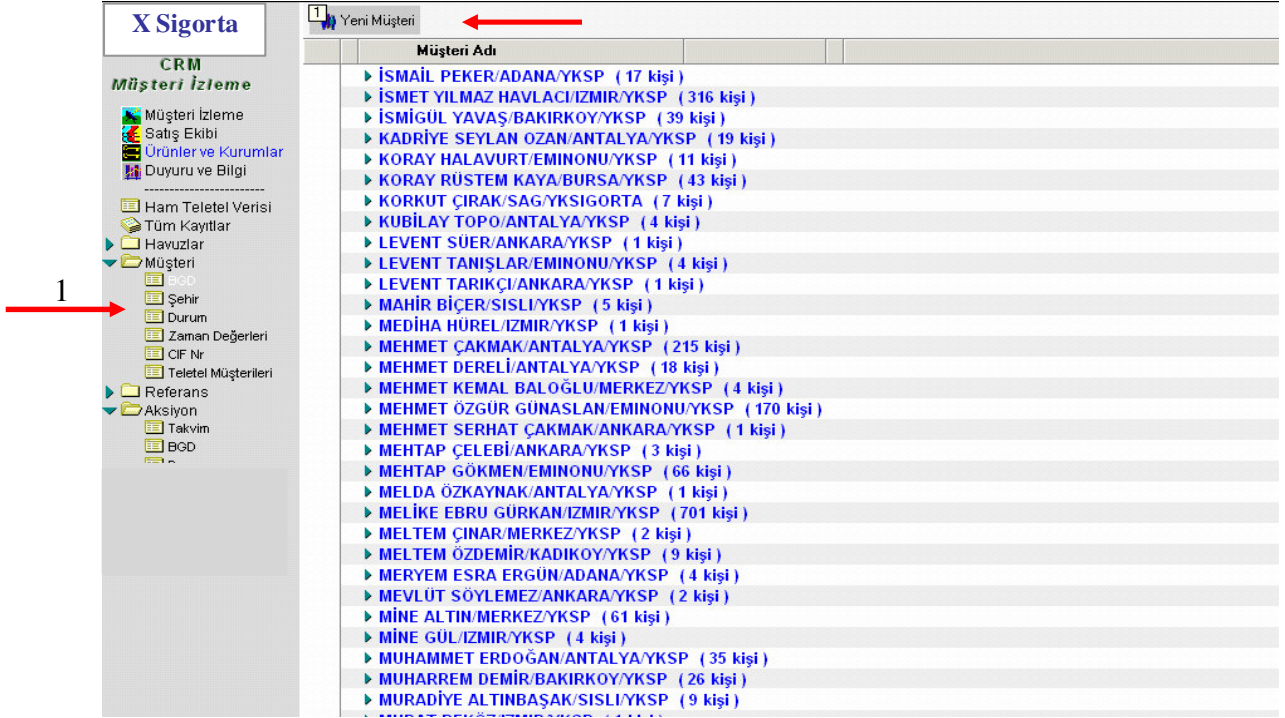 X Sigorta
CRM
Müşteri İzleme
Müşteri İzleme
Satış Ekibi
Ürünler ve Kurumlar
Duyuru ve Bilgi
------------------------
Ham Teletel Verisi
Tüm Kayıtlar
Havuzlar
Müşteri
BGD
Şehir
Durum
Zaman Değerleri
CIF Nr
Teletel Müşterileri
Referans
Aksiyon
Takvim
BGD
1
1 Yeni Müşteri
Müşteri Adı
İSMAİL PEKER/ADANA/YKSP ( 17 kişi )
İSMET YILMAZ HAVLACI/IZMIR/YKSP ( 316 kişi )
İSMİGÜL YAVAŞ/BAKIRKOY/YKSP ( 39 kişi )
KADRİYE SEYLAN OZAN/ANTALYA/YKSP ( 19 kişi )
KORAY HALAVURT/EMINONU/YKSP ( 11 kişi )
KORAY RÜSTEM KAYA/BURSA/YKSP ( 43 kişi )
KORKUT ÇIRAK/SAG/YKSIGORTA ( 7 kişi )
KUBİLAY TOPO/ANTALYA/YKSP ( 4 kişi )
LEVENT SÜER/ANKARA/YKSP ( 1 kişi )
LEVENT TANIŞLAR/EMINONU/YKSP ( 4 kişi )
LEVENT TARIKÇI/ANKARA/YKSP ( 1 kişi )
MAHİR BİÇER/SISLI/YKSP ( 5 kişi )
MEDİHA HÜREL/IZMIR/YKSP ( 1 kişi )
MEHMET ÇAKMAK/ANTALYA/YKSP ( 215 kişi )
MEHMET DERELİ/ANTALYA/YKSP ( 18 kişi )
MEHMET KEMAL BALOĞLU/MERKEZ/YKSP ( 4 kişi )
MEHMET ÖZGÜR GÜNASLAN/EMINONU/YKSP ( 170 kişi )
MEHMET SERHAT ÇAKMAK/ANKARA/YKSP ( 1 kişi )
MEHTAP ÇELEBİ/ANKARA/YKSP ( 3 kişi )
MEHTAP GÖKMEN/EMINONU/YKSP ( 66 kişi )
MELDA ÖZKAYNAK/ANTALYA/YKSP ( 1 kişi )
MELİKE EBRU GÜRKAN/IZMIR/YKSP ( 701 kişi )
MELTEM ÇINAR/MERKEZ/YKSP ( 2 kişi )
MELTEM ÖZDEMİR/KADIKOY/YKSP ( 9 kişi )
MERYEM ESRA ERGÜN/ADANA/YKSP ( 4 kişi )
MEVLÜT SÖYLEMEZ/ANKARA/YKSP ( 2 kişi )
MİNE ALTIN/MERKEZ/YKSP ( 61 kişi )
MİNE GÜL/IZMIR/YKSP ( 4 kişi )
MUHAMMET ERDOĞAN/ANTALYA/YKSP ( 35 kişi )
MUHARREM DEMİR/BAKIRKOY/YKSP ( 26 kişi )
MURADİYE ALTINBAŞAK/SISLI/YKSP ( 9 kişi )